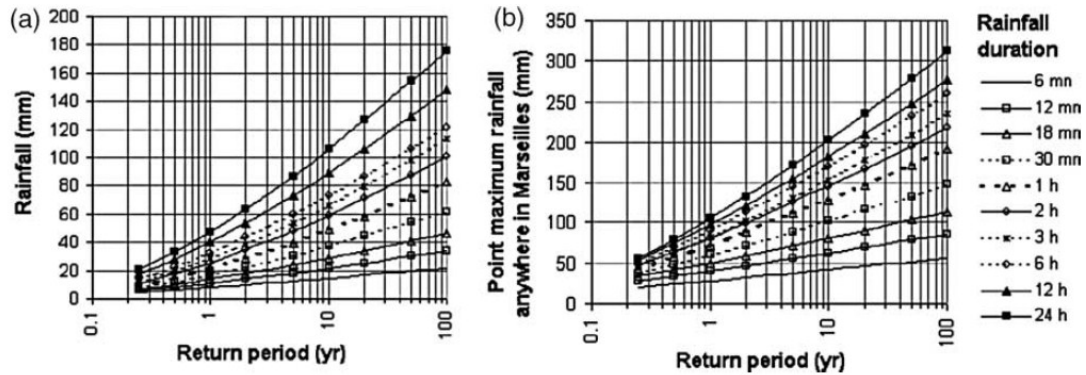 (a)
200
180
160
140
120
100
80
60
40
20
0
Rainfall (mm)
0.1
1
10
100
Return period (yr)
(b)
350
300
250
200
150
100
50
0
Point maximum rainfall
anywhere in Marseilles (mm)
0.1
1
10
100
Return period (yr)
Rainfall
duration
6 mn
12 mn
18 mn
30 mn
1 h
2 h
3 h
6 h
12 h
24 h